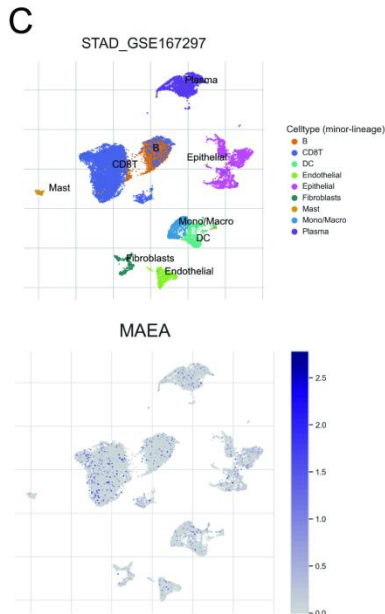 C
STAD_GSE167297
Plasma
B
CD8T
Epithelial
Mast
Mono/Macro
DC
Fibroblasts
Endothelial
Celltype (minor-lineage)
B
CD8T
DC
Endothelial
Epithelial
Fibroblasts
Mast
Mono/Macro
Plasma
MAEA
2.5
2.0
1.5
1.0
0.5
0.0